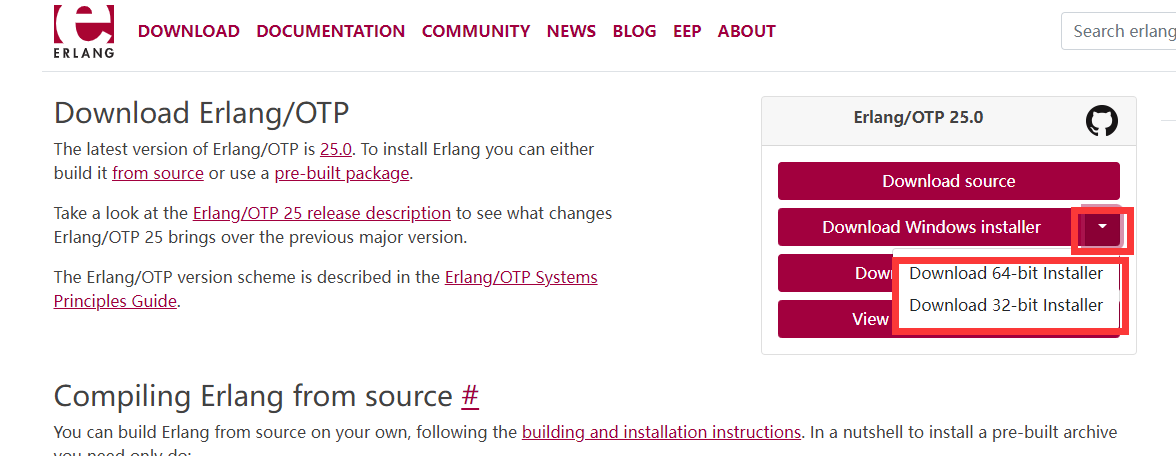 ERLANG
DOWNLOAD DOCUMENTATION COMMUNITY NEWS BLOG EEP ABOUT
Search erlang
Download Erlang/OTP
The latest version of Erlang/OTP is 25.0. To install Erlang you can either
build it from source or use a pre-built package.
Take a look at the Erlang/OTP 25 release description to see what changes
Erlang/OTP 25 brings over the previous major version.
The Erlang/OTP version scheme is described in the Erlang/OTP Systems
Principles Guide.
Erlang/OTP 25.0
Download source
Download Windows installer
Download 64-bit Installer
Download 32-bit Installer
View
Compiling Erlang from source #
You can build Erlang from source on your own, following the building and installation instructions. In a nutshell to install a pre-built archive
you need only do: